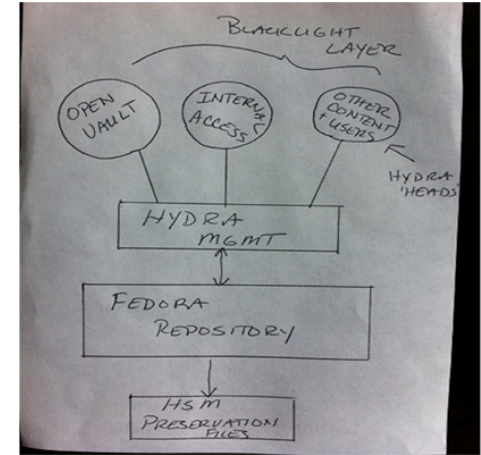 BLACKLIGHT
LAYER
OPEN
VAULT
INTERNAL
ACCESS
OTHER
CONTENT
+ USERS
HYDRA
'HEADS'
HYDRA
MGMT
FEDORA
REPOSITORY
HSM
PRESERVATION
FILES